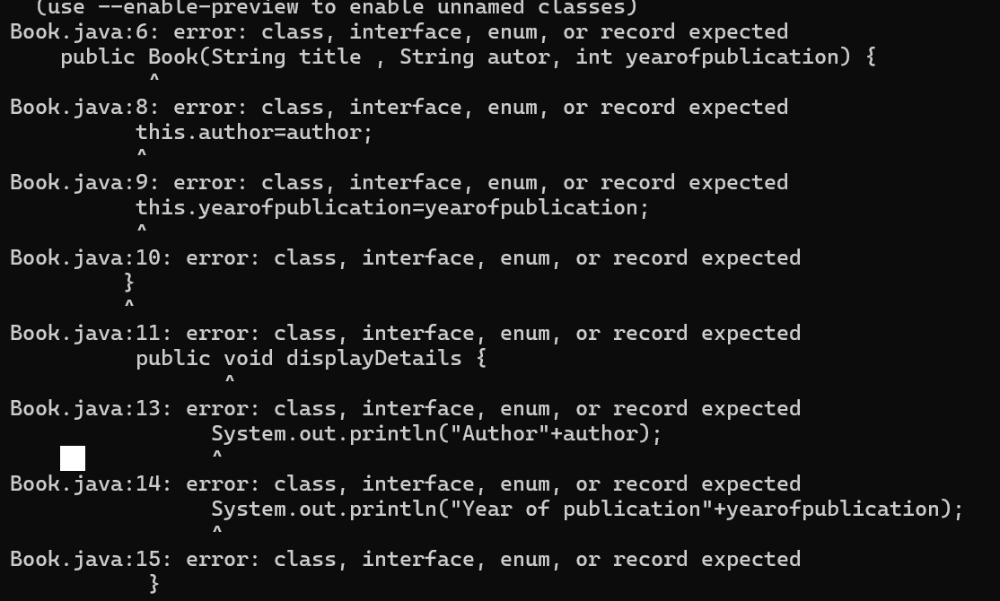 (use --enable-preview to enable unnamed classes)
Book.java:6: error: class, interface, enum, or record expected
public Book(String title , String autor, int yearofpublication) {
^
Book.java:8: error: class, interface, enum, or record expected
this.author=author;
^
Book.java:9: error: class, interface, enum, or record expected
this.yearofpublication=yearofpublication;
^
Book.java:10: error: class, interface, enum, or record expected
}
^
Book.java:11: error: class, interface, enum, or record expected
public void displayDetails {
^
Book.java:13: error: class, interface, enum, or record expected
System.out.println("Author"+author);
^
Book.java:14: error: class, interface, enum, or record expected
System.out.println("Year of publication"+yearofpublication);
^
Book.java:15: error: class, interface, enum, or record expected
}